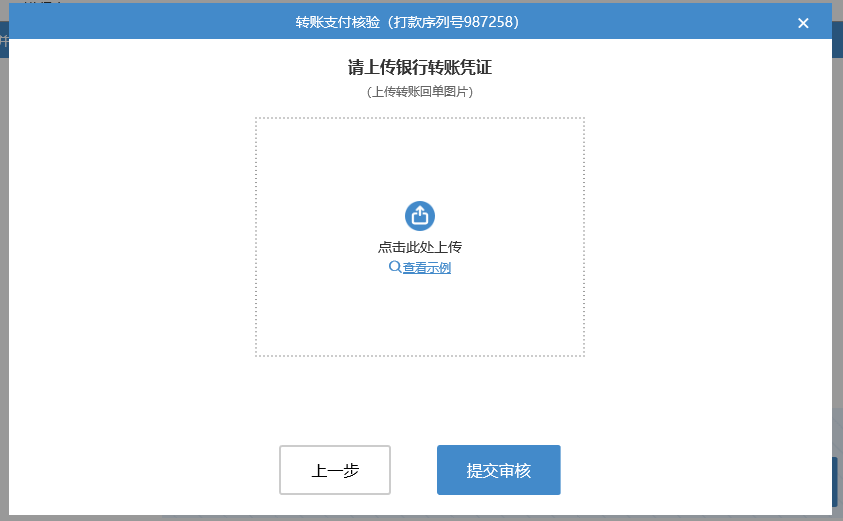 转账支付核验（打款序列号987258）
请上传银行转账凭证
（上传转账回单图片）
点击此处上传
查看示例
上一步
提交审核